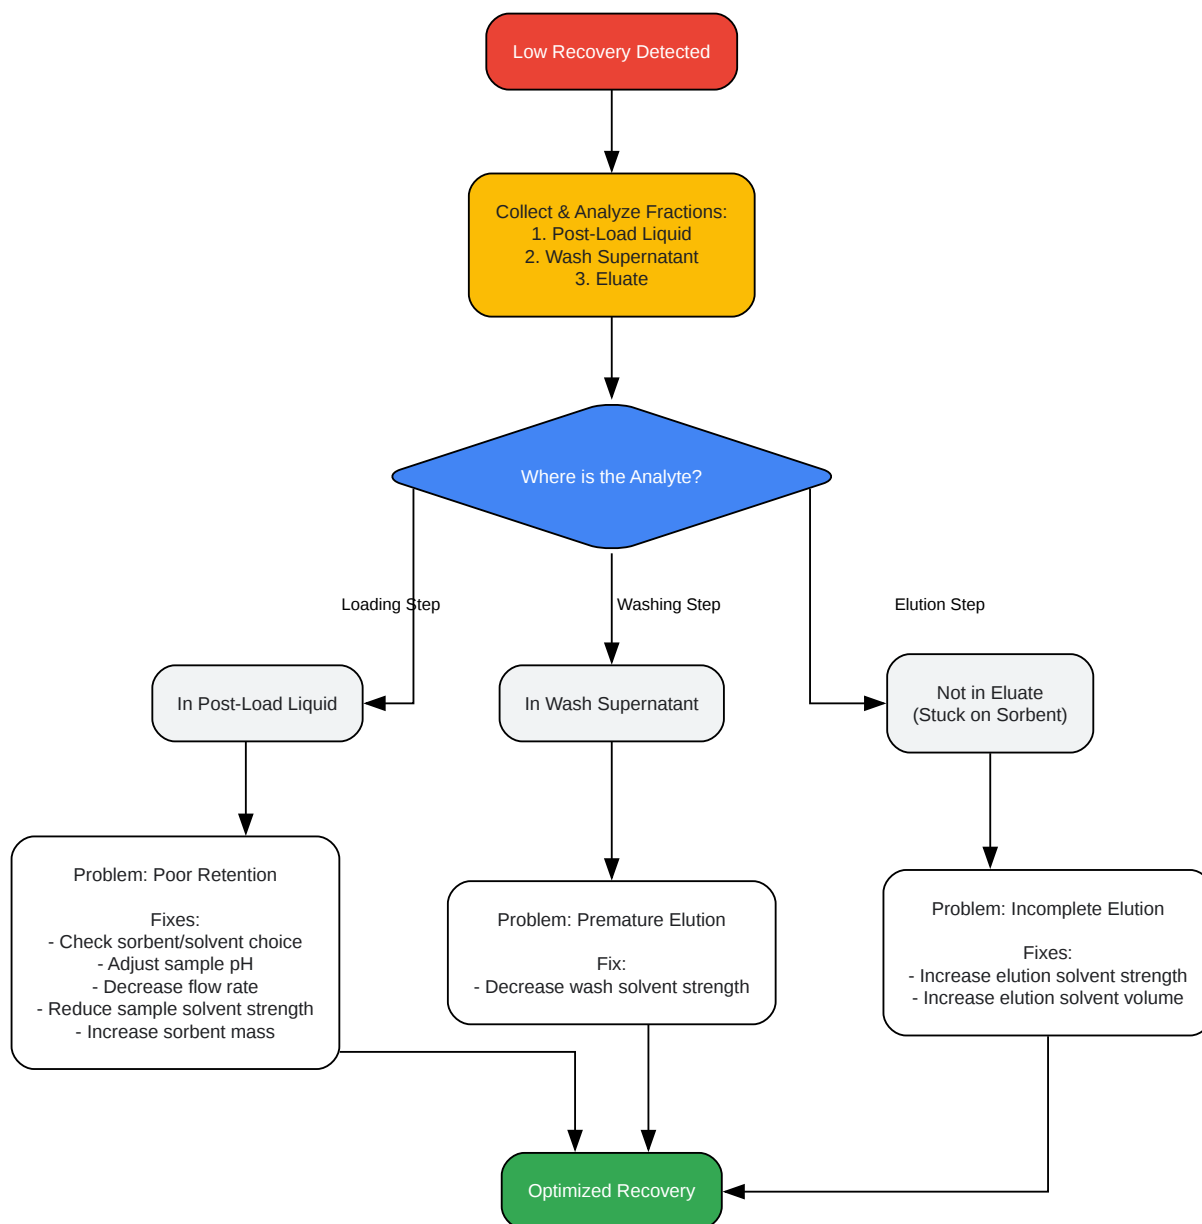 Low Recovery Detected
Collect & Analyze Fractions:
1. Post-Load Liquid
2. Wash Supernatant
3. Eluate
Where is the Analyte?
Loading Step
Washing Step
Elution Step
In Post-Load Liquid
In Wash Supernatant
Not in Eluate
(Stuck on Sorbent)
Problem: Poor Retention
Fixes:
- Check sorbent/solvent choice
- Adjust sample pH
- Decrease flow rate
- Reduce sample solvent strength
- Increase sorbent mass
Problem: Premature Elution
Fix:
- Decrease wash solvent strength
Problem: Incomplete Elution
Fixes:
- Increase elution solvent strength
- Increase elution solvent volume
Optimized Recovery